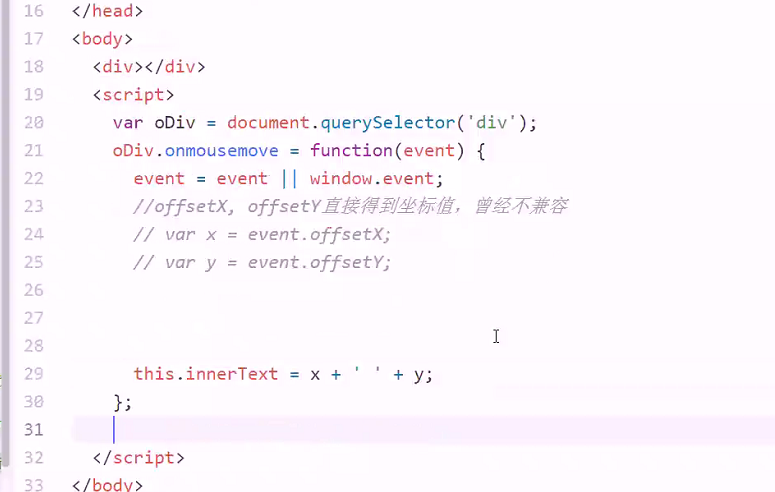 16 </head>
17 <body>
18 <div></div>
19 <script>
20 var oDiv = document.querySelector('div');
21 oDiv.onmousemove = function(event) {
22 event = event || window.event;
23 //offsetX, offsetY直接得到坐标值，曾经不兼容
24 // var x = event.offsetX;
25 // var y = event.offsetY;
26
27
28
29 this.innerText = x + ' ' + y;
30 };
31
32 </script>
33 </body>